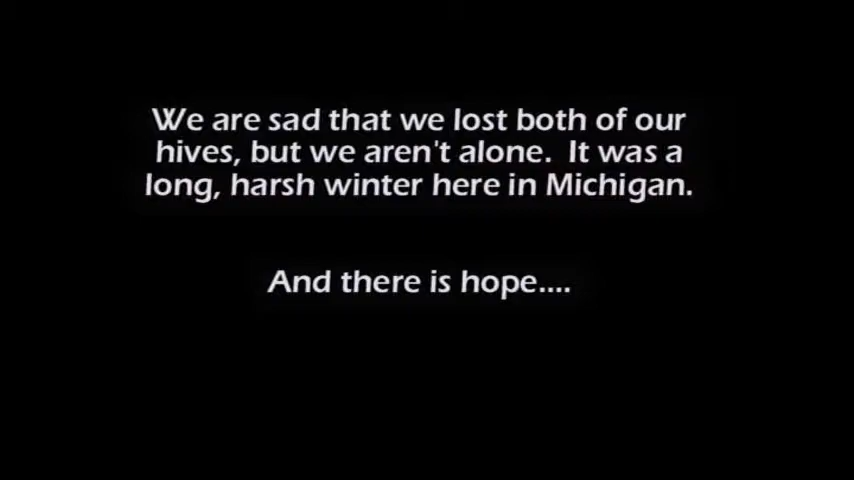 We are sad that we lost both of our
hives, but we aren't alone.  It was a
long, harsh winter here in Michigan.
And there is hope....